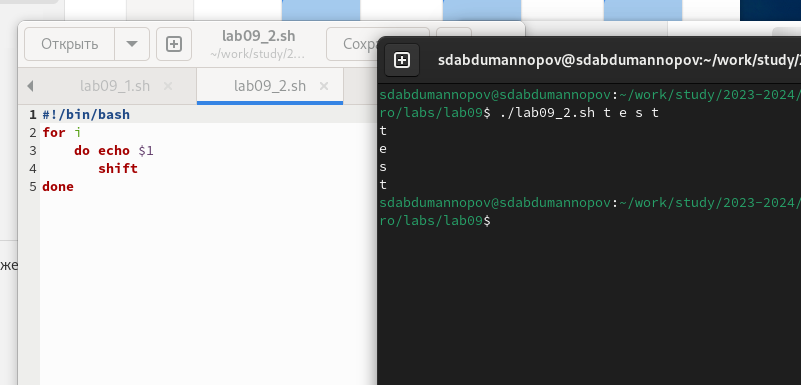 Открыть
lab09_2.sh
~/work/study/2...
lab09_1.sh
lab09_2.sh
1 #!/bin/bash
2 for i
3     do echo $1
4        shift
5 done
sdabdumannopov@sdabdumannopov:~/work/study/
sdabdumannopov@sdabdumannopov:~/work/study/2023-2024/
ro/labs/lab09$ ./lab09_2.sh t e s t
t
e
s
t
sdabdumannopov@sdabdumannopov:~/work/study/2023-2024/
ro/labs/lab09$
же